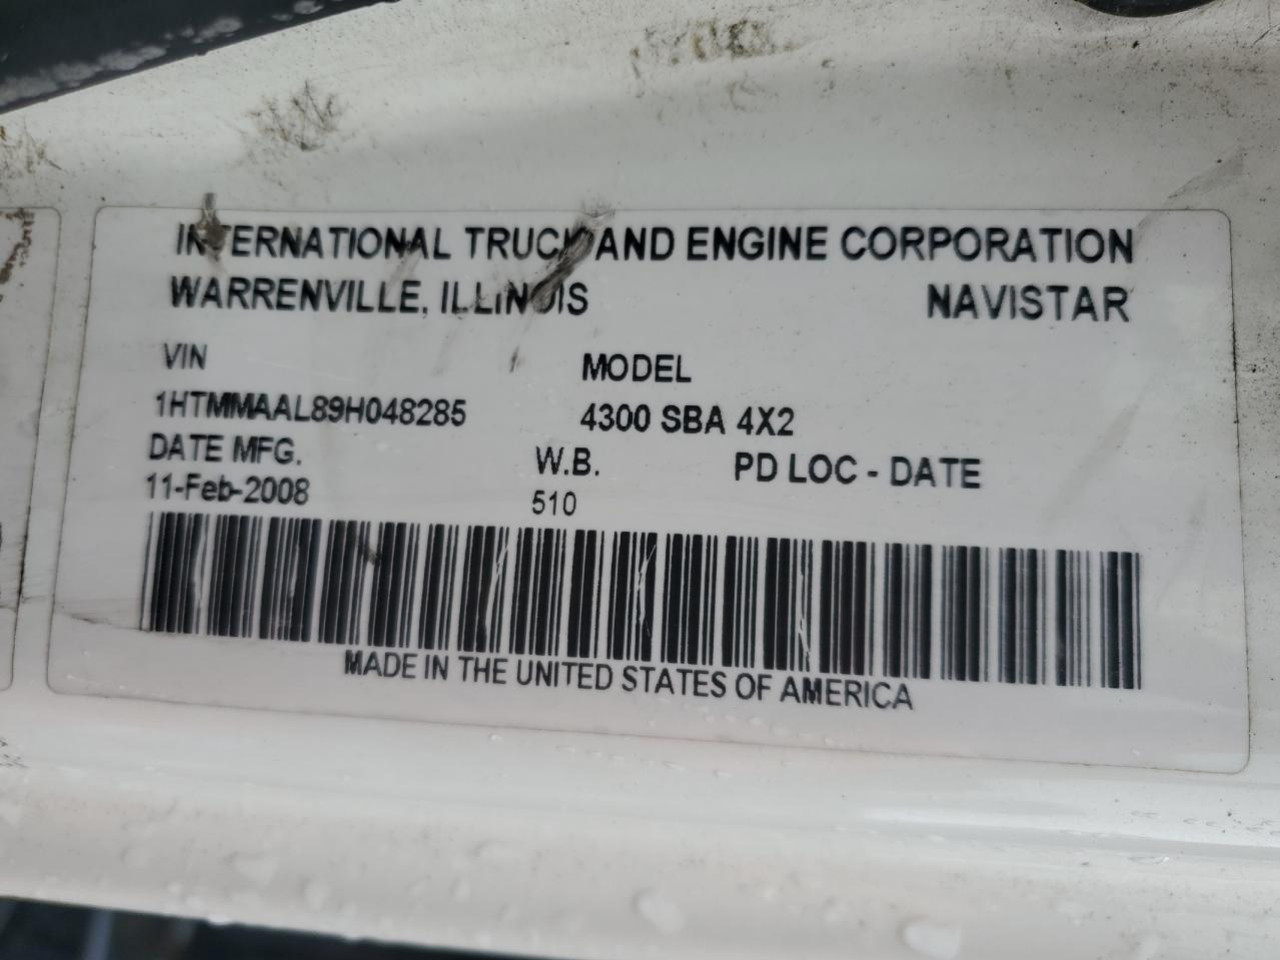 INTERNATIONAL TRUCK AND ENGINE CORPORATION
WARRENVILLE, ILLINOIS NAVISTAR
VIN MODEL
1HTMMAAL89H048285 4300 SBA 4X2
DATE MFG. W.B. PD LOC - DATE
11-Feb-2008 510
MADE IN THE UNITED STATES OF AMERICA